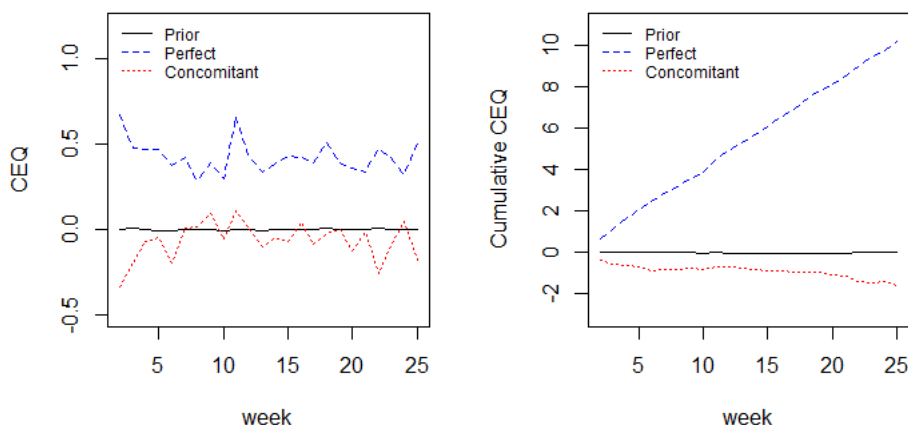 Prior
Perfect
Concomitant
CEQ
1.0
0.5
0.0
-0.5
5 10 15 20 25
week
Prior
Perfect
Concomitant
Cumulative CEQ
10
8
6
4
2
0
-2
5 10 15 20 25
week